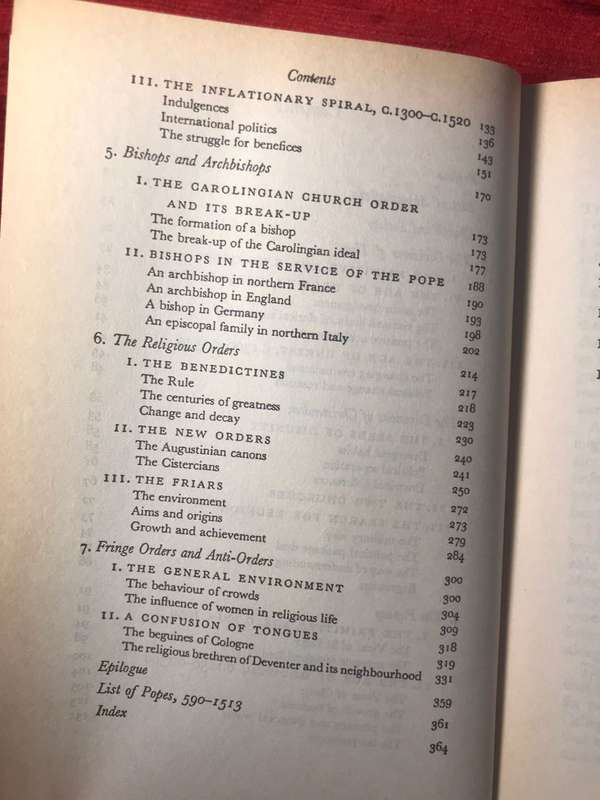 Contents
III. THE INFLATIONARY SPIRAL, C.1300–C.1520 133
Indulgences 136
International politics 143
The struggle for benefices 151
5. Bishops and Archbishops 170
I. THE CAROLINGIAN CHURCH ORDER
AND ITS BREAK-UP 173
The formation of a bishop 173
The break-up of the Carolingian ideal 177
II. BISHOPS IN THE SERVICE OF THE POPE 188
An archbishop in northern France 190
An archbishop in England 193
A bishop in Germany 198
An episcopal family in northern Italy 202
6. The Religious Orders 214
I. THE BENEDICTINES 217
The Rule 218
The centuries of greatness 223
Change and decay 230
II. THE NEW ORDERS 240
The Augustinian canons 241
The Cistercians 250
III. THE FRIARS 272
The environment 273
Aims and origins 279
Growth and achievement 284
7. Fringe Orders and Anti-Orders 300
I. THE GENERAL ENVIRONMENT 300
The behaviour of crowds 304
The influence of women in religious life 309
II. A CONFUSION OF TONGUES 318
The beguines of Cologne 319
The religious brethren of Deventer and its neighbourhood 331
Epilogue 359
List of Popes, 590–1513 361
Index 364